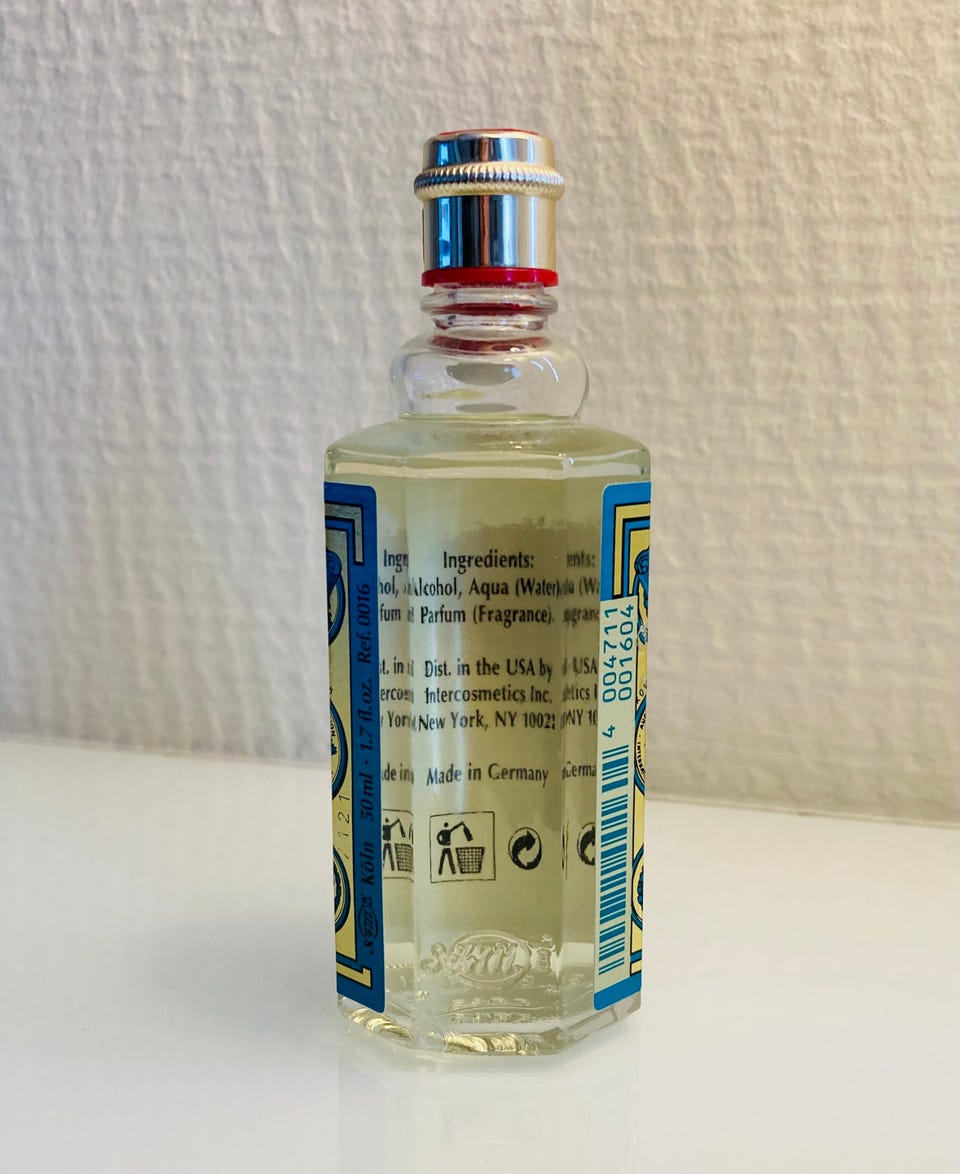 Ingredients:
Alcohol, Aqua (Water)
Parfum (Fragrance).
Dist. in the USA by
Intercosmetics Inc.
New York, NY
Made in Germany
Köln 50 ml · 1.7 fl.oz. Ref. 0016
4 004711 001604